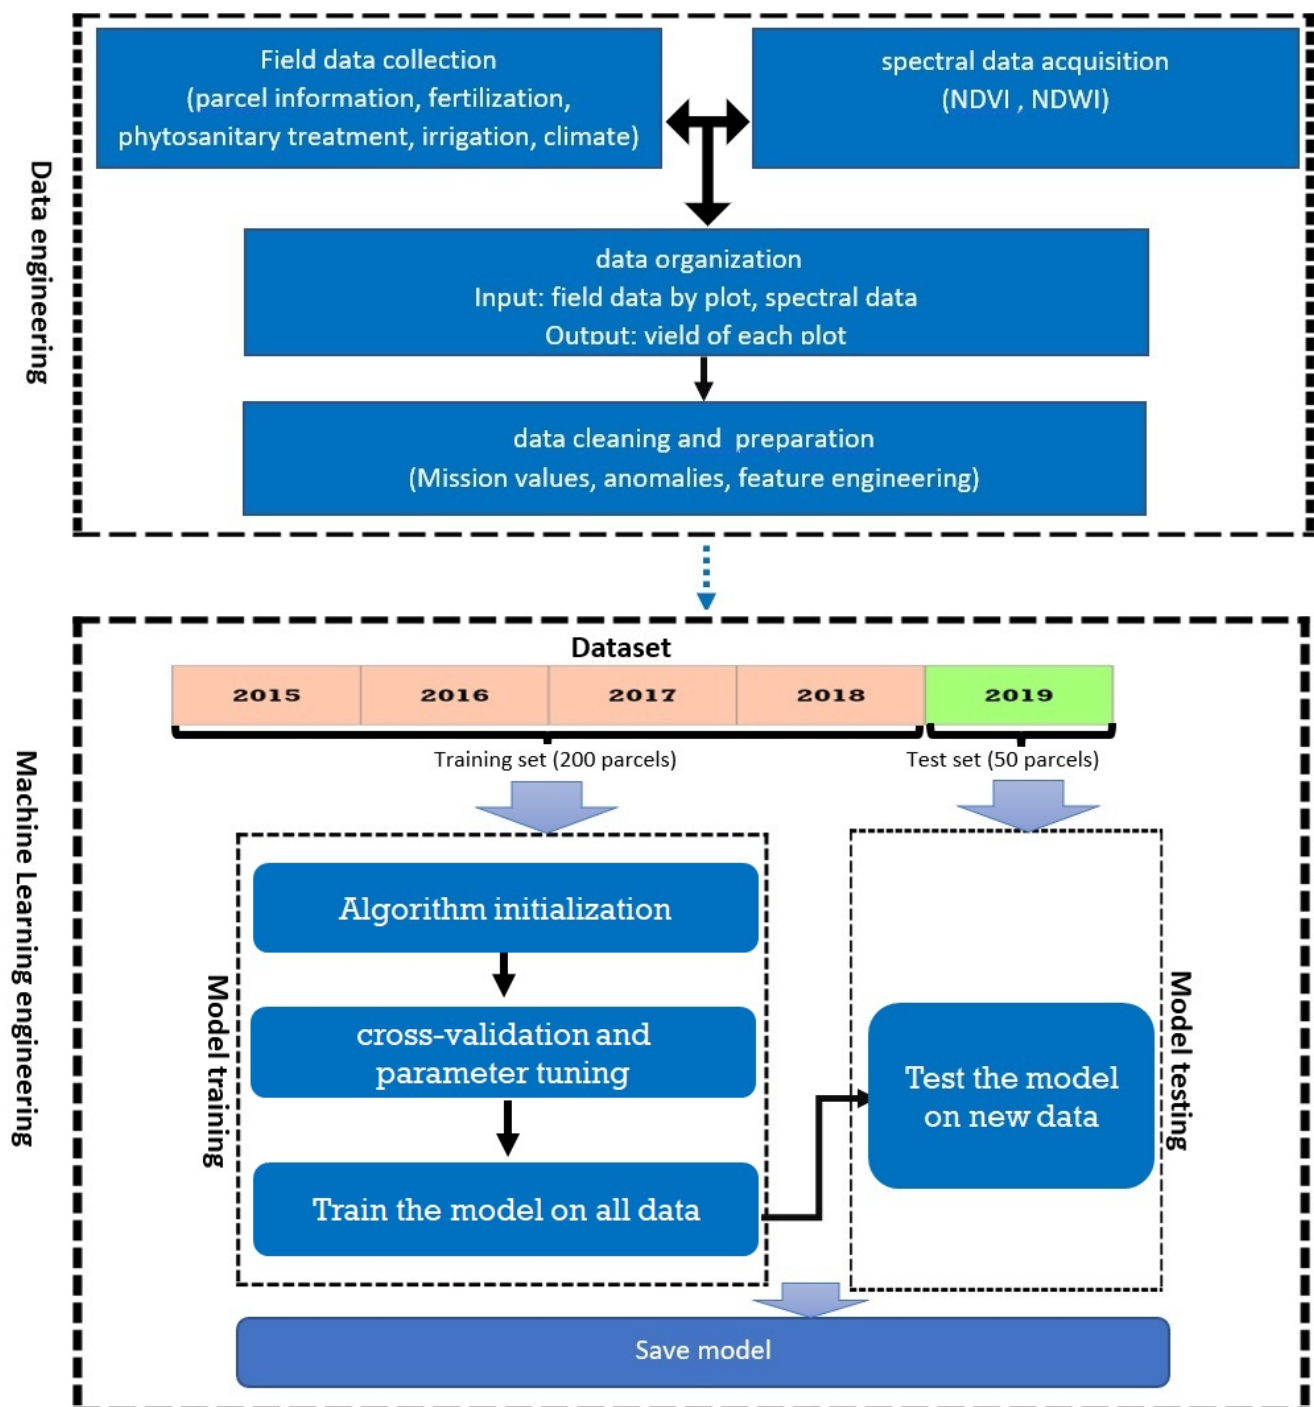 Field data collection
(parcel information, fertilization,
phytosanitary treatment, irrigation, climate)
spectral data acquisition
(NDVI , NDWI)
Data engineering
data organization
Input: field data by plot, spectral data
Output: yield of each plot
data cleaning and preparation
(Mission values, anomalies, feature engineering)
Machine Learning engineering
Dataset
2015 2016 2017 2018 2019
Training set (200 parcels)
Test set (50 parcels)
Model training
Algorithm initialization
cross-validation and
parameter tuning
Train the model on all data
Model testing
Test the model
on new data
Save model